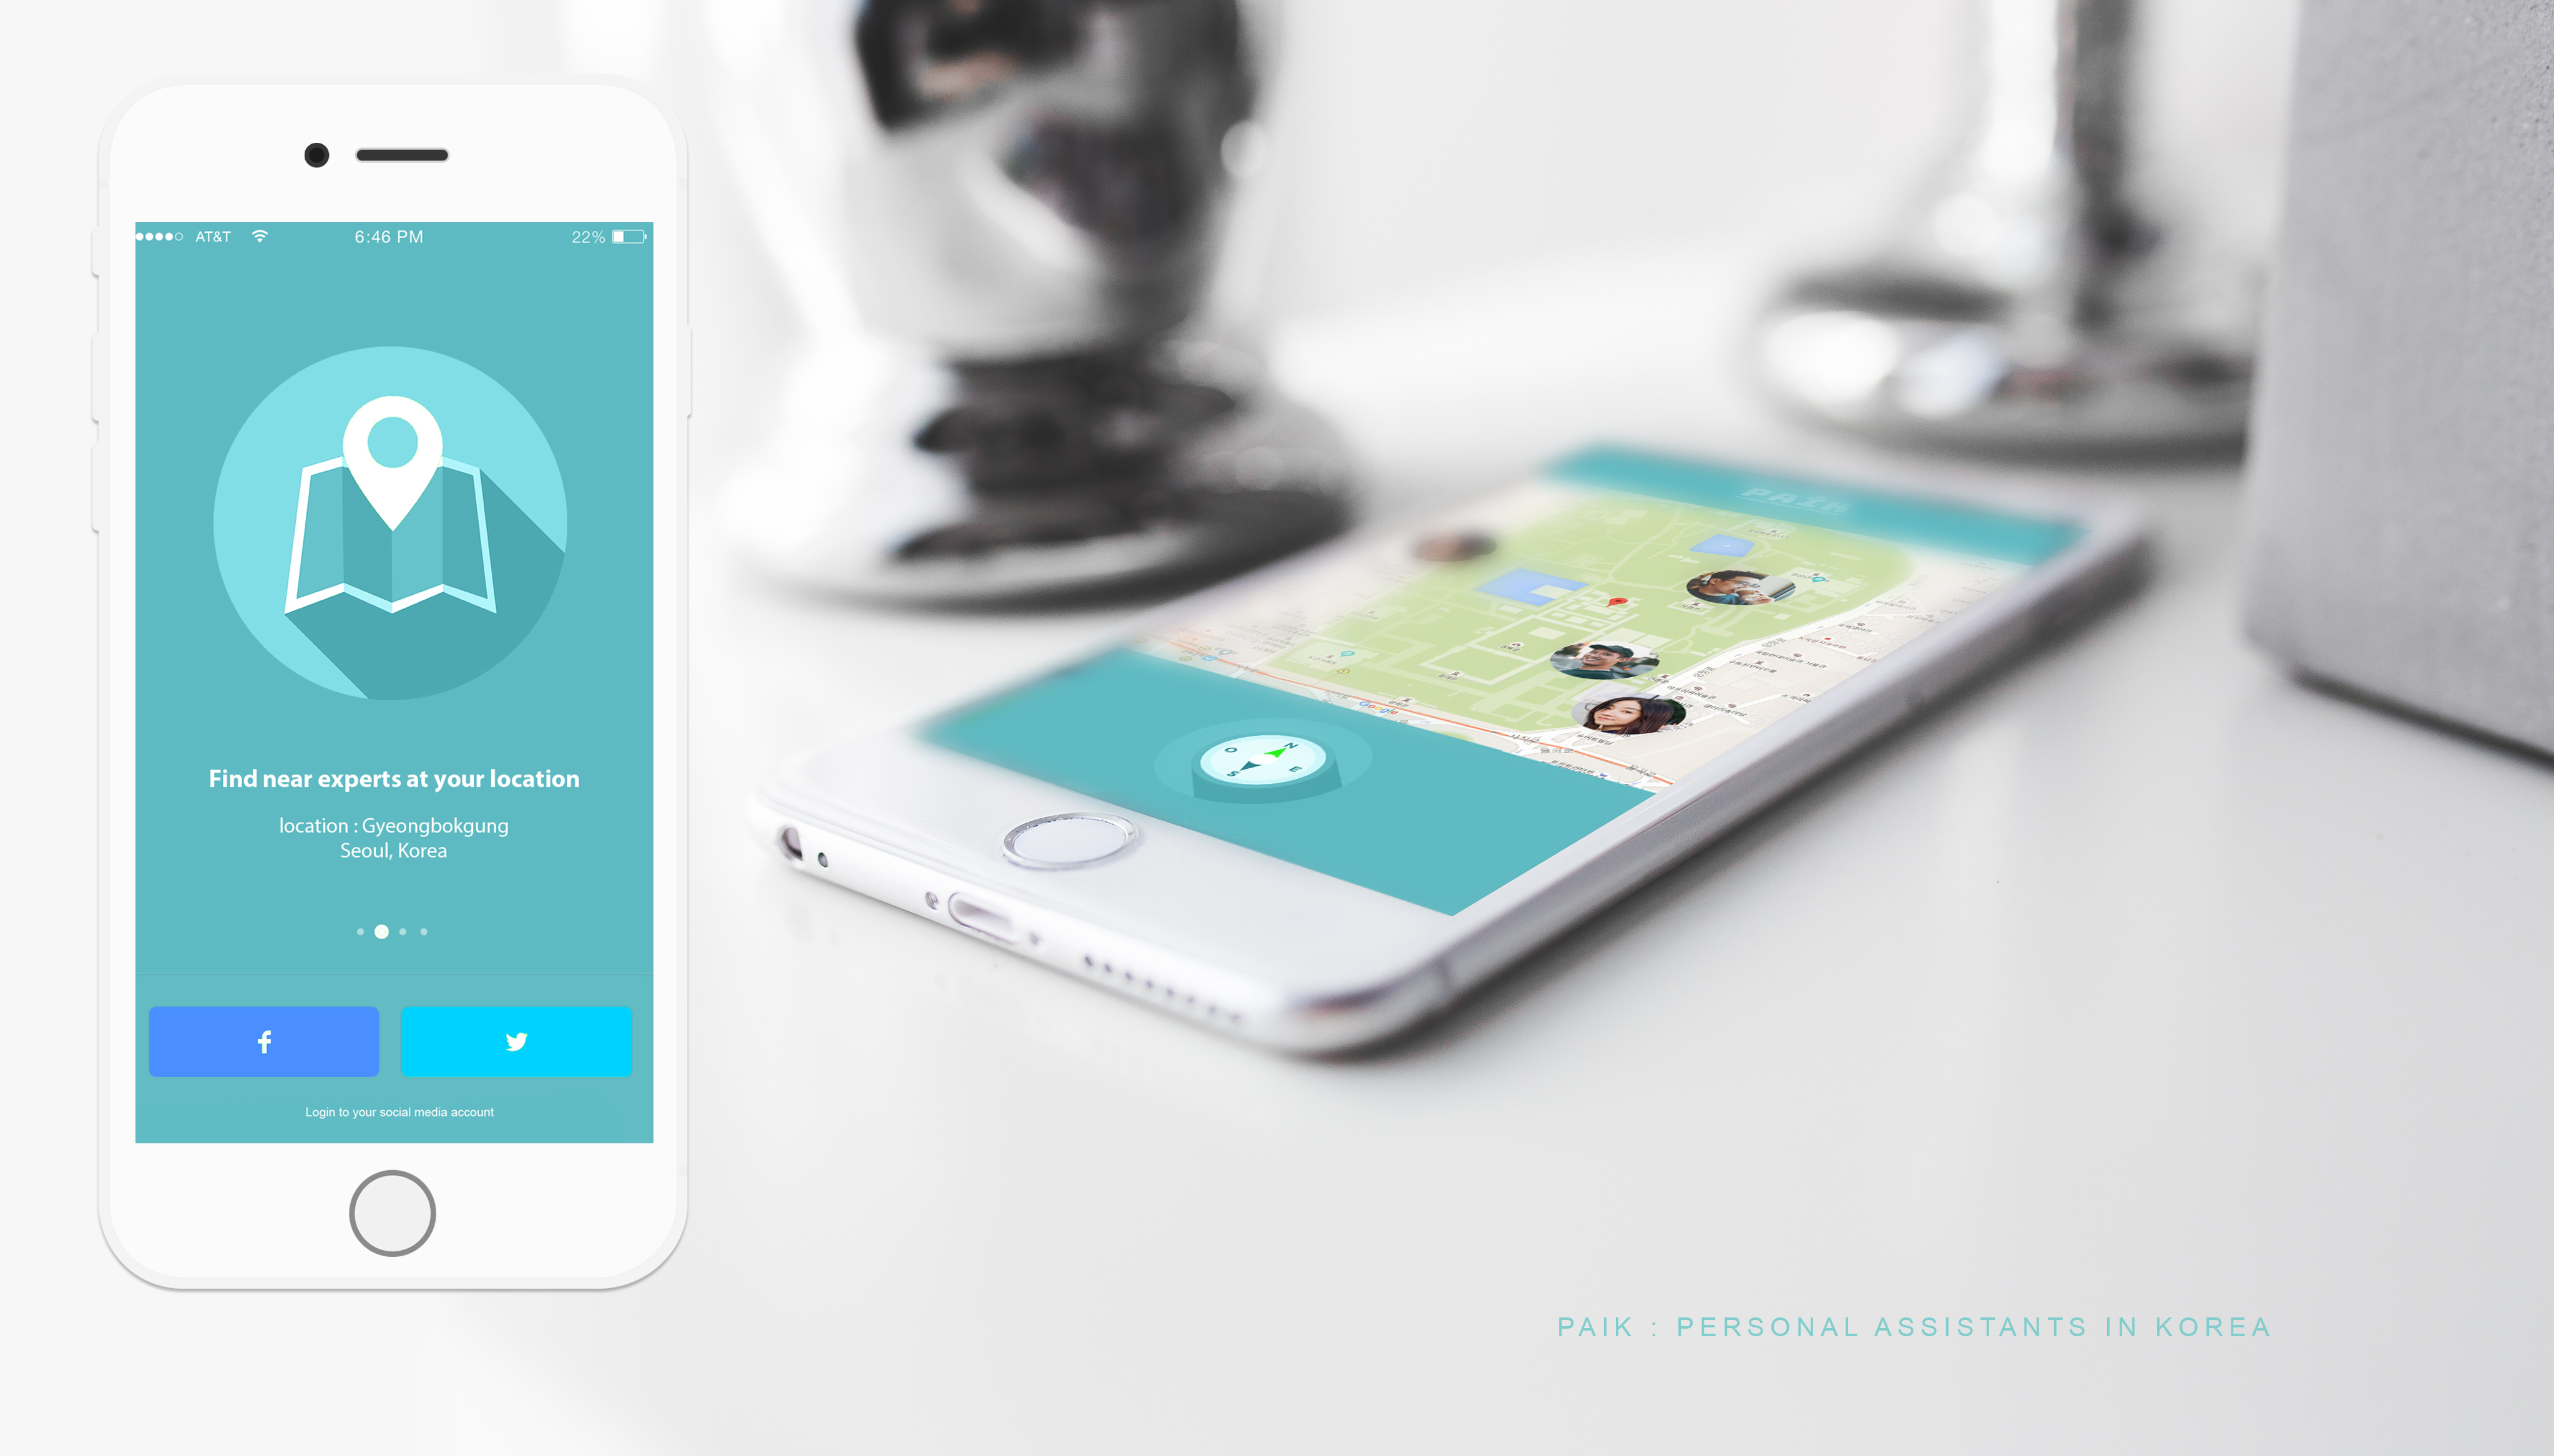 AT&T
6:46 PM
22%
Find near experts at your location
location : Gyeongbokgung
Seoul, Korea
Login to your social media account
PAIK
Google
N
O
E
S
PAIK : PERSONAL ASSISTANTS IN KOREA